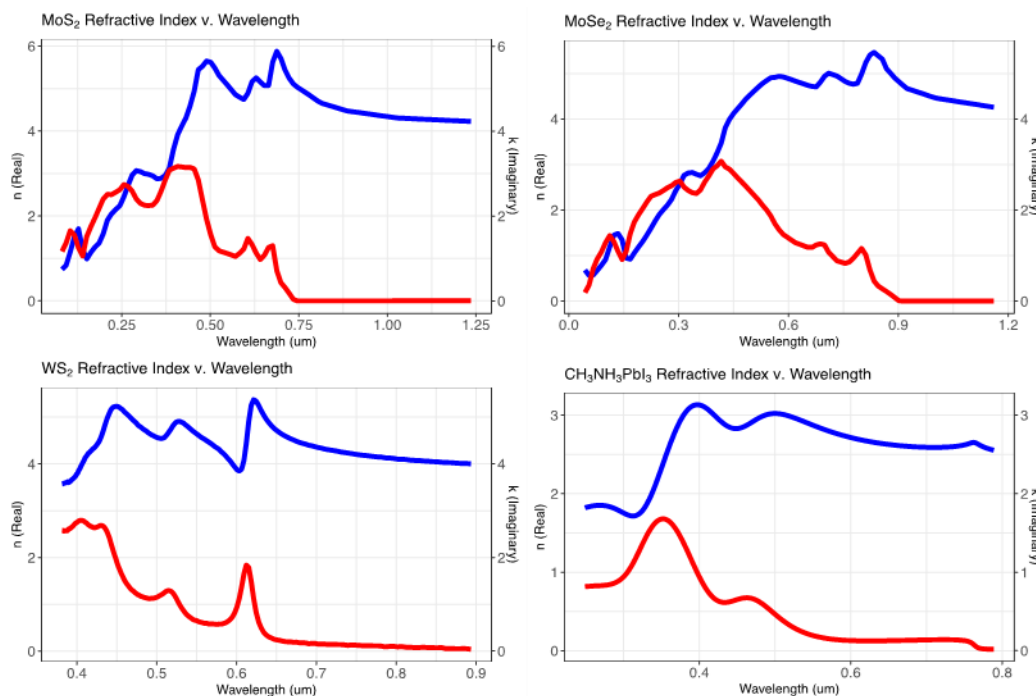 MoS₂ Refractive Index v. Wavelength
6
4
2
0
n (Real)
6
4
2
0
k (Imaginary)
0.25
0.50
0.75
1.00
1.25
Wavelength (um)
MoSe₂ Refractive Index v. Wavelength
4
2
0
n (Real)
4
2
0
k (Imaginary)
0.0
0.3
0.6
0.9
1.2
Wavelength (um)
WS₂ Refractive Index v. Wavelength
4
2
0
n (Real)
4
2
0
k (Imaginary)
0.4
0.5
0.6
0.7
0.8
0.9
Wavelength (um)
CH₃NH₃PbI₃ Refractive Index v. Wavelength
3
2
1
0
n (Real)
3
2
1
0
k (Imaginary)
0.4
0.6
0.8
Wavelength (um)